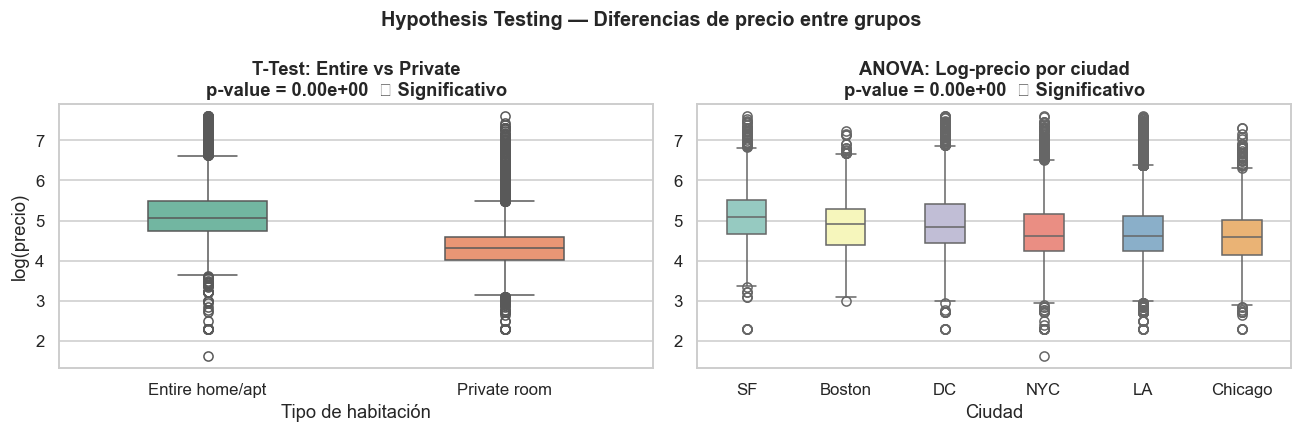 Hypothesis Testing — Diferencias de precio entre grupos
T-Test: Entire vs Private
p-value = 0.00e+00 Significativo
log(precio)
7
6
5
4
3
2
Entire home/apt
Private room
Tipo de habitación
ANOVA: Log-precio por ciudad
p-value = 0.00e+00 Significativo
7
6
5
4
3
2
SF
Boston
DC
NYC
LA
Chicago
Ciudad